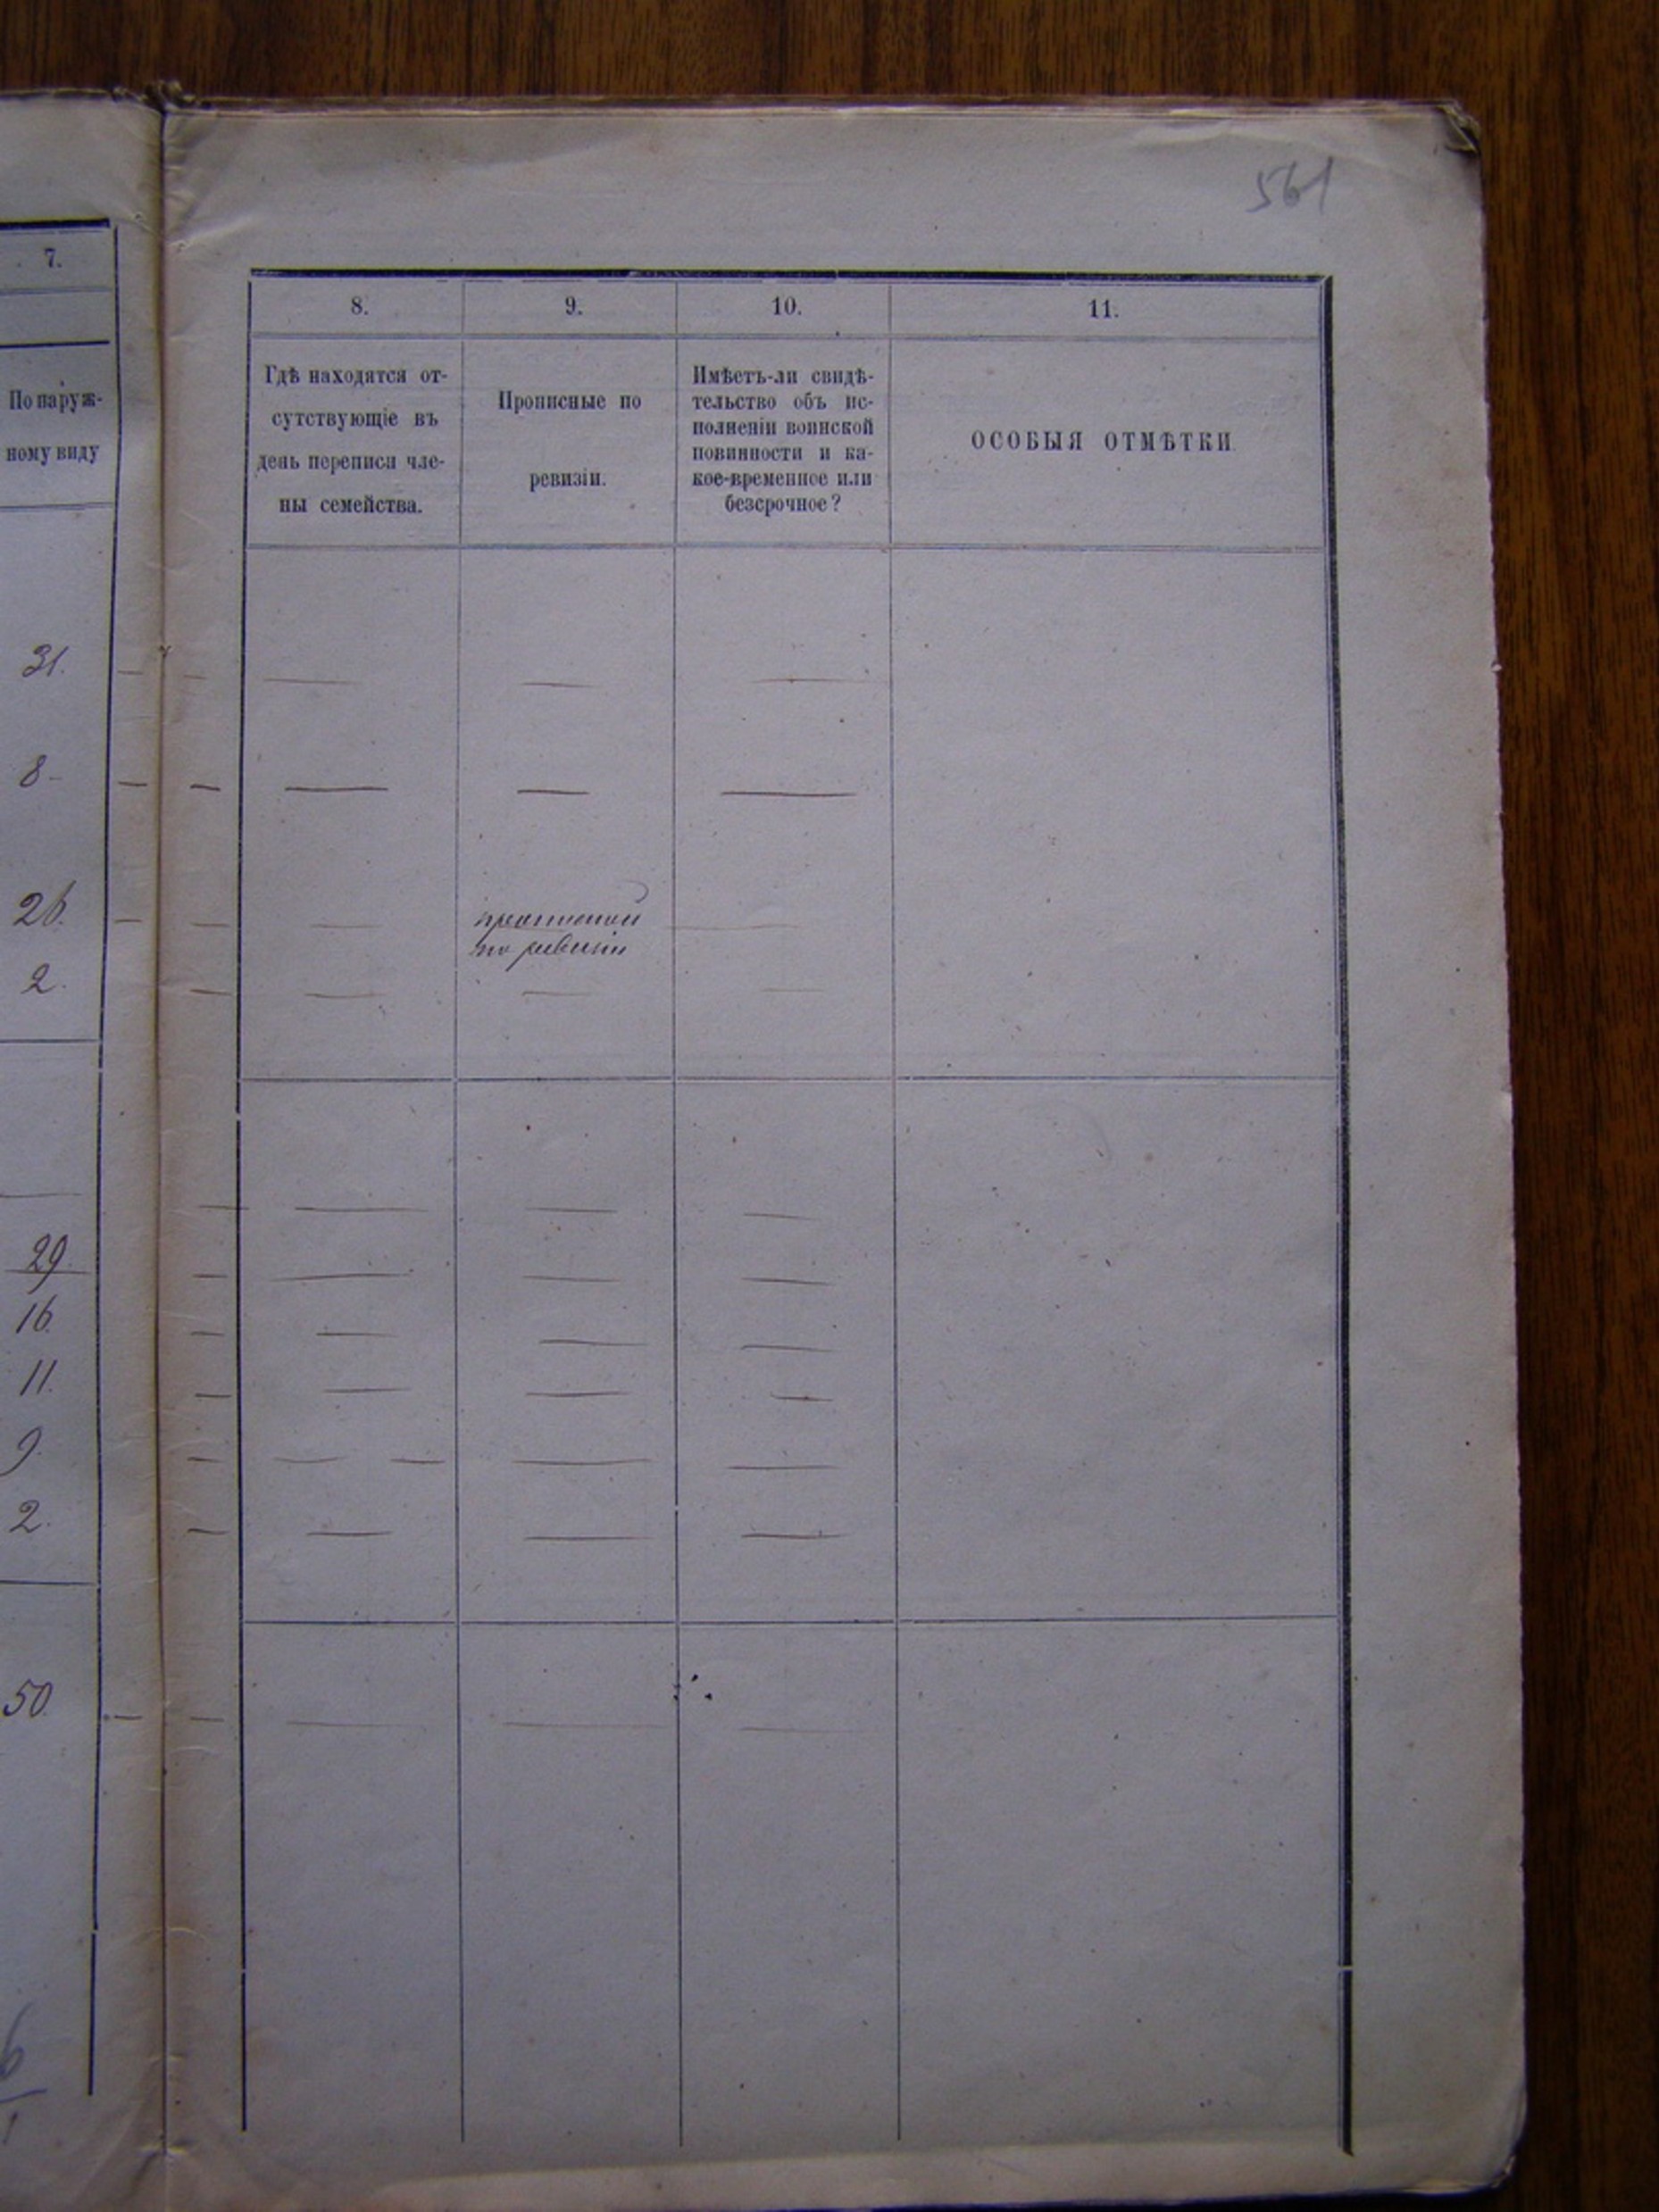 561
7.
По наруж-
ному виду
31.
8
26.
2.
29.
16.
11.
9.
2.
50.
6
1
8.
9.
10.
11.
Гдѣ находятся от-
сутствующіе въ
день переписи чле-
ны семейства.
Прописные по
ревизіи.
Имѣетъ-ли свидѣ-
тельство объ ис-
полненіи воинской
повинности и ка-
кое-временное или
безсрочное?
ОСОБЫЯ ОТМѢТКИ.
по ревизіи